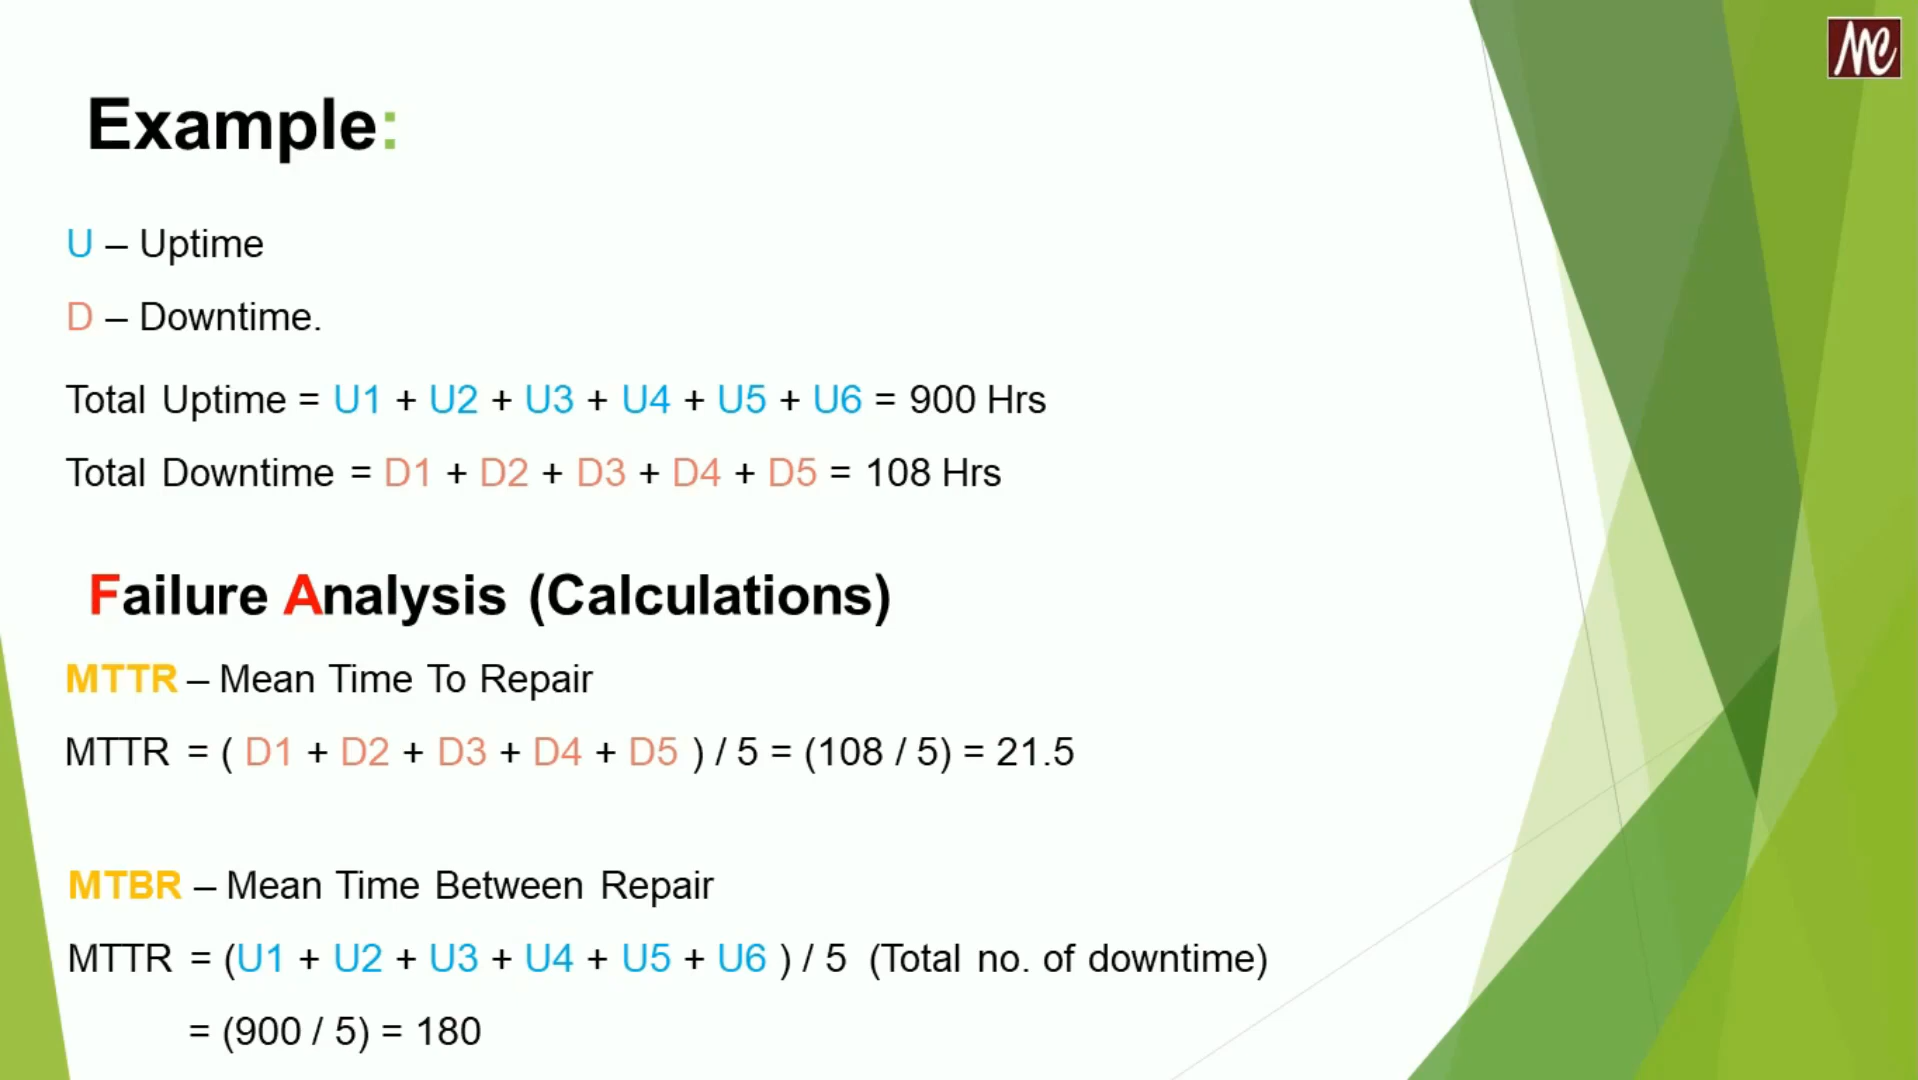 MC
Example:
U – Uptime
D – Downtime.
Total Uptime = U1 + U2 + U3 + U4 + U5 + U6 = 900 Hrs
Total Downtime = D1 + D2 + D3 + D4 + D5 = 108 Hrs
Failure Analysis (Calculations)
MTTR – Mean Time To Repair
MTTR = ( D1 + D2 + D3 + D4 + D5 ) / 5 = (108 / 5) = 21.5
MTBR – Mean Time Between Repair
MTTR = (U1 + U2 + U3 + U4 + U5 + U6 ) / 5 (Total no. of downtime)
= (900 / 5) = 180